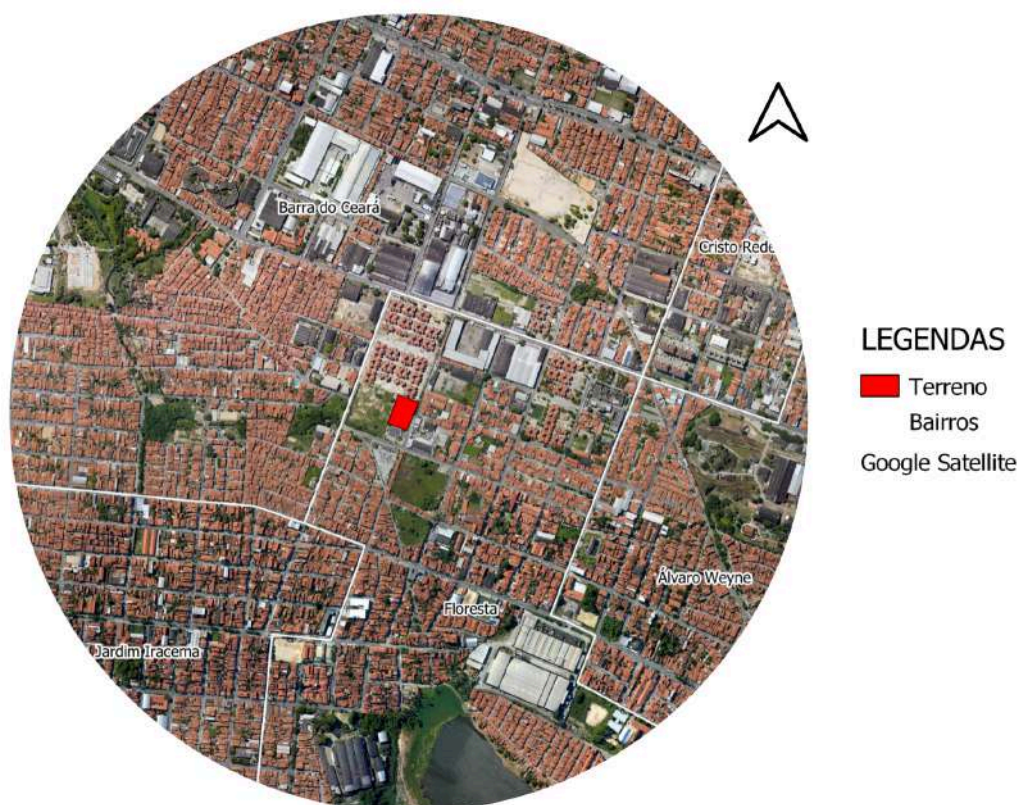 Barra do Ceará
Cristo Rede
LEGENDAS
Terreno
Bairros
Google Satellite
Álvaro Weyne
Floresta
Jardim Iracema